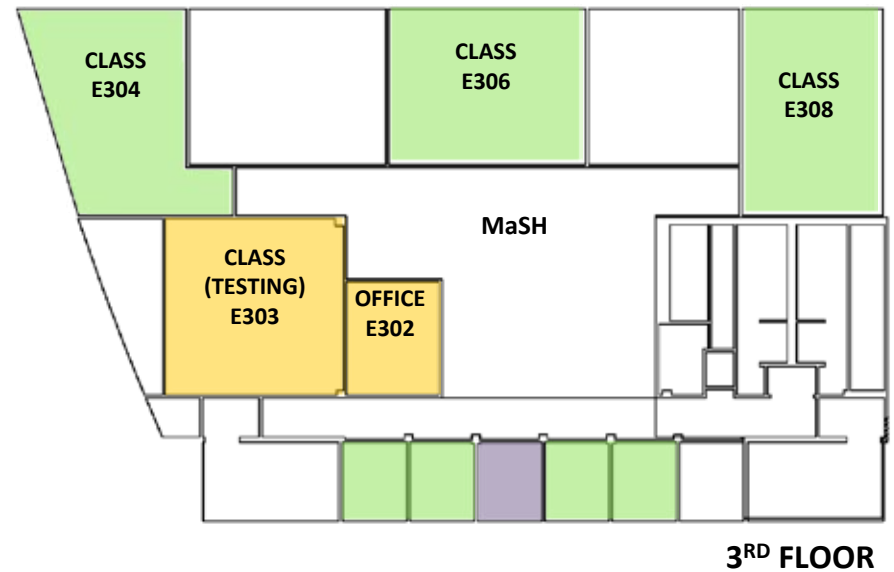 CLASS
E304
CLASS
E306
CLASS
E308
MaSH
CLASS
(TESTING)
E303
OFFICE
E302
3RD FLOOR